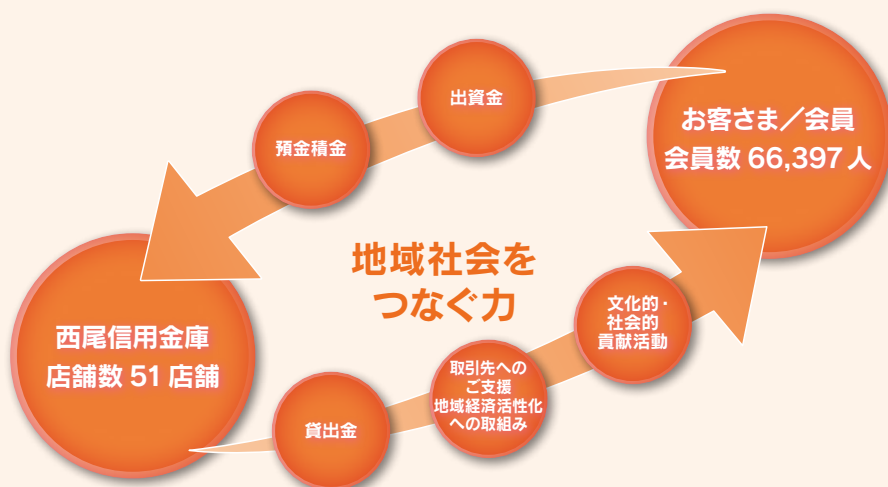 出資金
預金積金
お客さま／会員
会員数 66,397 人
地域社会を
つなぐ力
西尾信用金庫
店舗数 51 店舗
文化的・
社会的
貢献活動
取引先への
ご支援
地域経済活性化
への取組み
貸出金